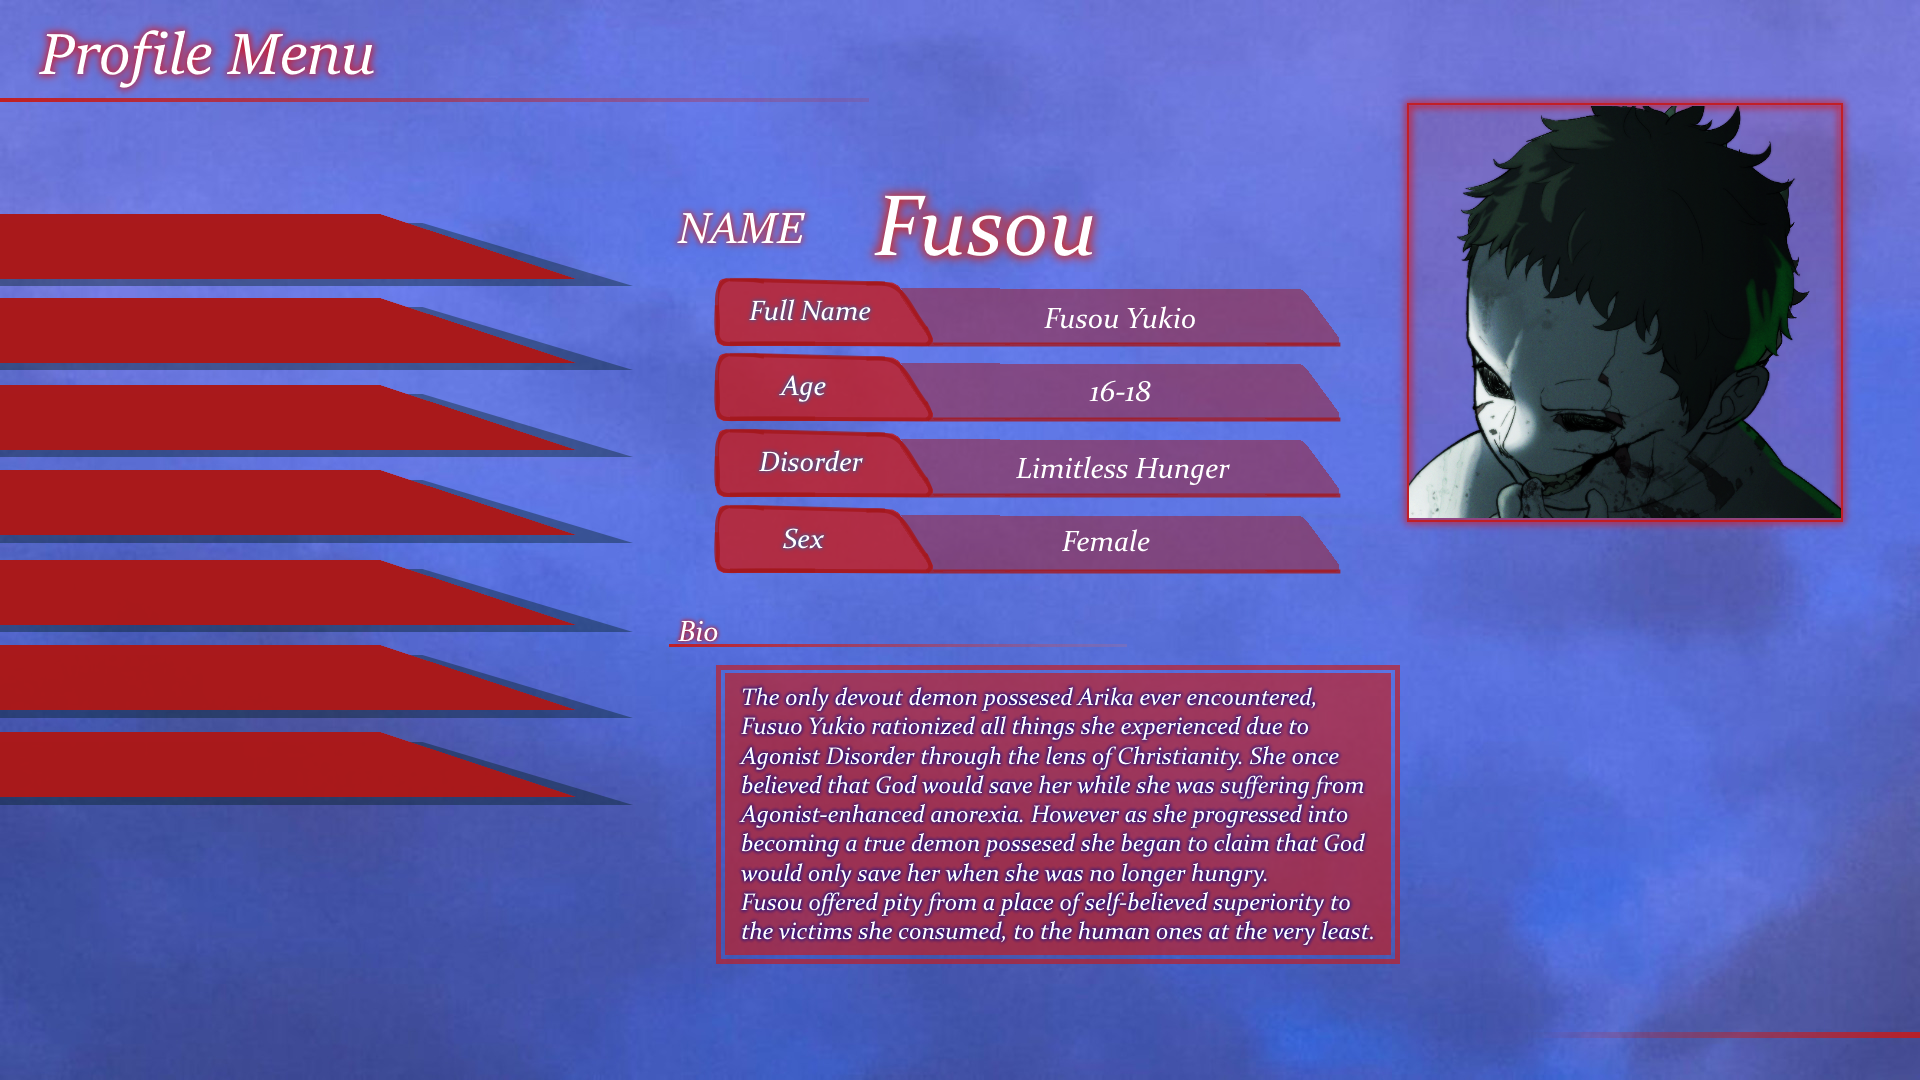 Profile Menu
NAME Fusou
Full Name Fusou Yukio
Age 16-18
Disorder Limitless Hunger
Sex Female
Bio
The only devout demon possesed Arika ever encountered,
Fusuo Yukio rationized all things she experienced due to
Agonist Disorder through the lens of Christianity. She once
believed that God would save her while she was suffering from
Agonist-enhanced anorexia. However as she progressed into
becoming a true demon possesed she began to claim that God
would only save her when she was no longer hungry.
Fusou offered pity from a place of self-believed superiority to
the victims she consumed, to the human ones at the very least.